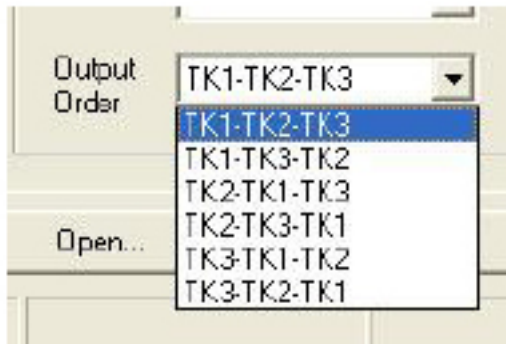 Output
Order
TK1-TK2-TK3
TK1-TK2-TK3
TK1-TK3-TK2
TK2-TK1-TK3
TK2-TK3-TK1
TK3-TK1-TK2
TK3-TK2-TK1
Open...